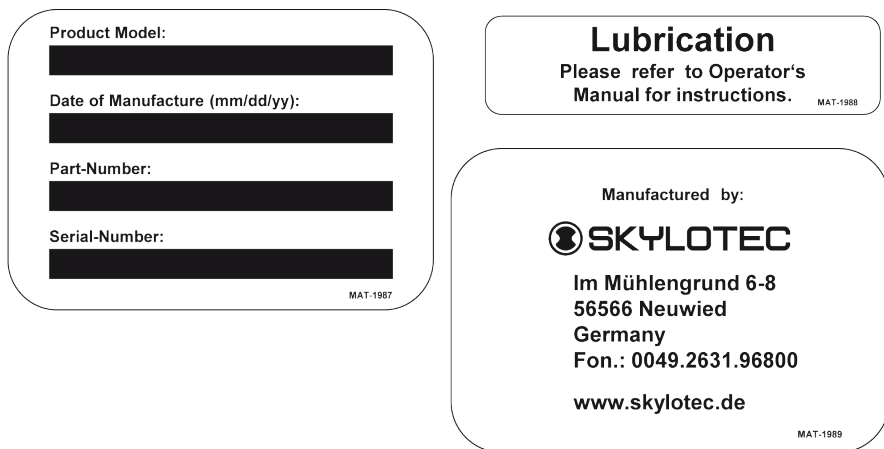 Product Model:
Date of Manufacture (mm/dd/yy):
Part-Number:
Serial-Number:
MAT-1987
Lubrication
Please refer to Operator‘s
Manual for instructions.
MAT-1988
Manufactured by:
SKYLOTEC
Im Mühlengrund 6-8
56566 Neuwied
Germany
Fon.: 0049.2631.96800
www.skylotec.de
MAT-1989